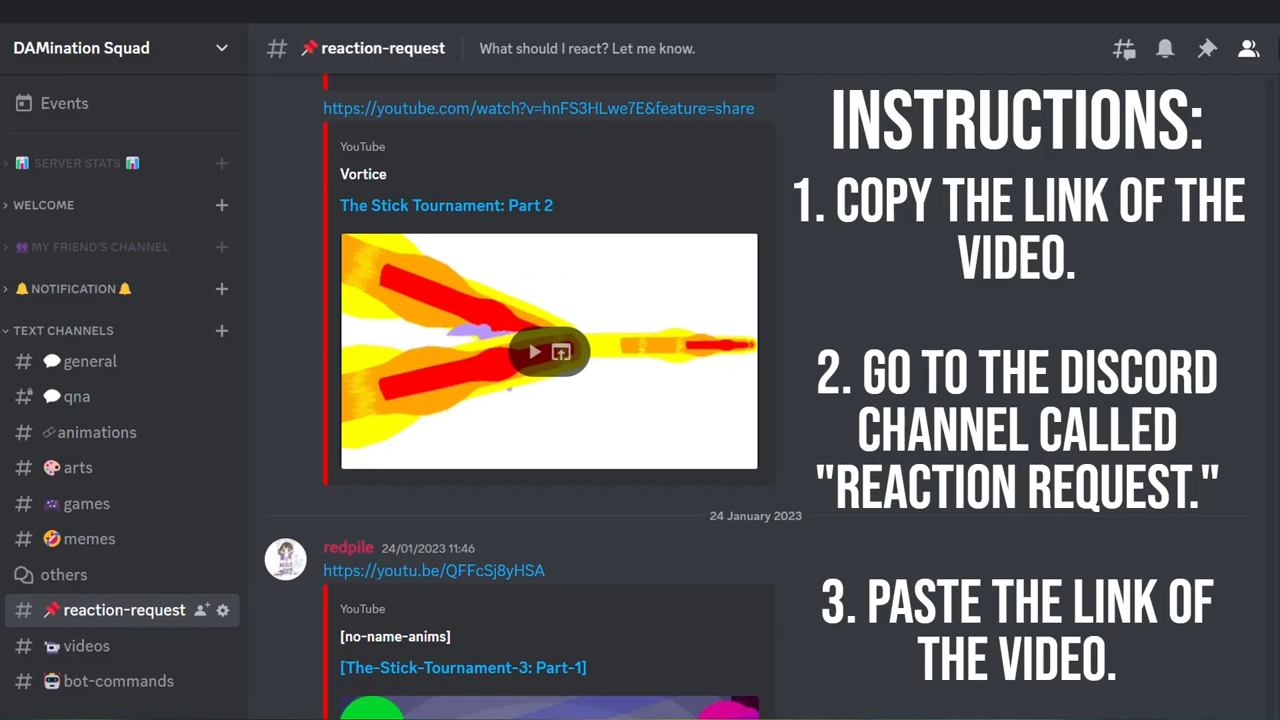 DAMination Squad
reaction-request
What should I react? Let me know.
Events
SERVER STATS
WELCOME
MY FRIEND'S CHANNEL
NOTIFICATION
TEXT CHANNELS
general
qna
animations
arts
games
memes
others
reaction-request
videos
bot-commands
https://youtube.com/watch?v=hnFS3HLwe7E&feature=share
YouTube
Vortice
The Stick Tournament: Part 2
24 January 2023
redpile 24/01/2023 11:46
https://youtu.be/QFFcSj8yHSA
YouTube
[no-name-anims]
[The-Stick-Tournament-3: Part-1]
INSTRUCTIONS:
1. COPY THE LINK OF THE
VIDEO.
2. GO TO THE DISCORD
CHANNEL CALLED
"REACTION REQUEST."
3. PASTE THE LINK OF
THE VIDEO.